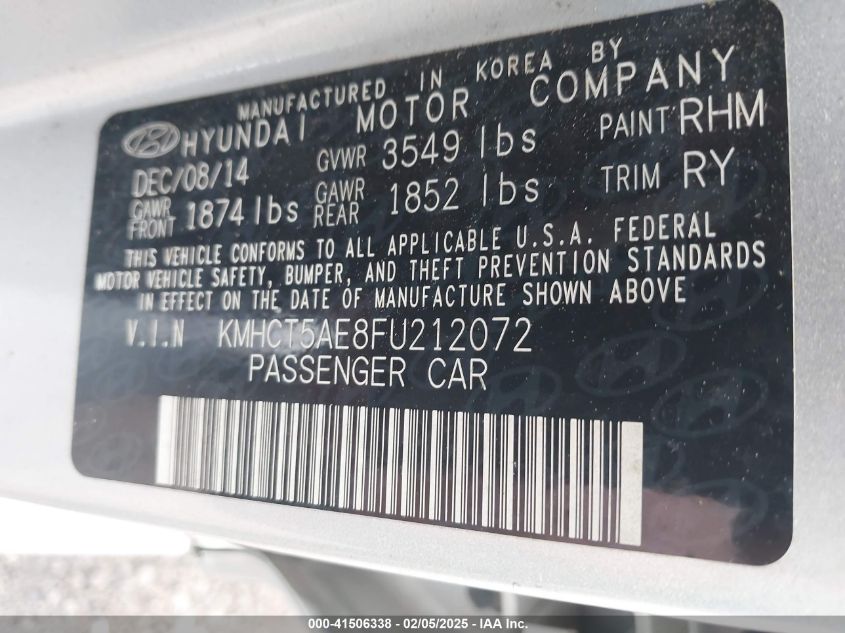 MANUFACTURED IN KOREA BY
HYUNDAI MOTOR COMPANY
DEC/08/14 GVWR 3549 lbs PAINT RHM
GAWR FRONT 1874 lbs GAWR REAR 1852 lbs TRIM RY
THIS VEHICLE CONFORMS TO ALL APPLICABLE U.S.A. FEDERAL
MOTOR VEHICLE SAFETY, BUMPER, AND THEFT PREVENTION STANDARDS
IN EFFECT ON THE DATE OF MANUFACTURE SHOWN ABOVE
V.I.N KMHCT5AE8FU212072
PASSENGER CAR
000-41506338 - 02/05/2025 - IAA Inc.